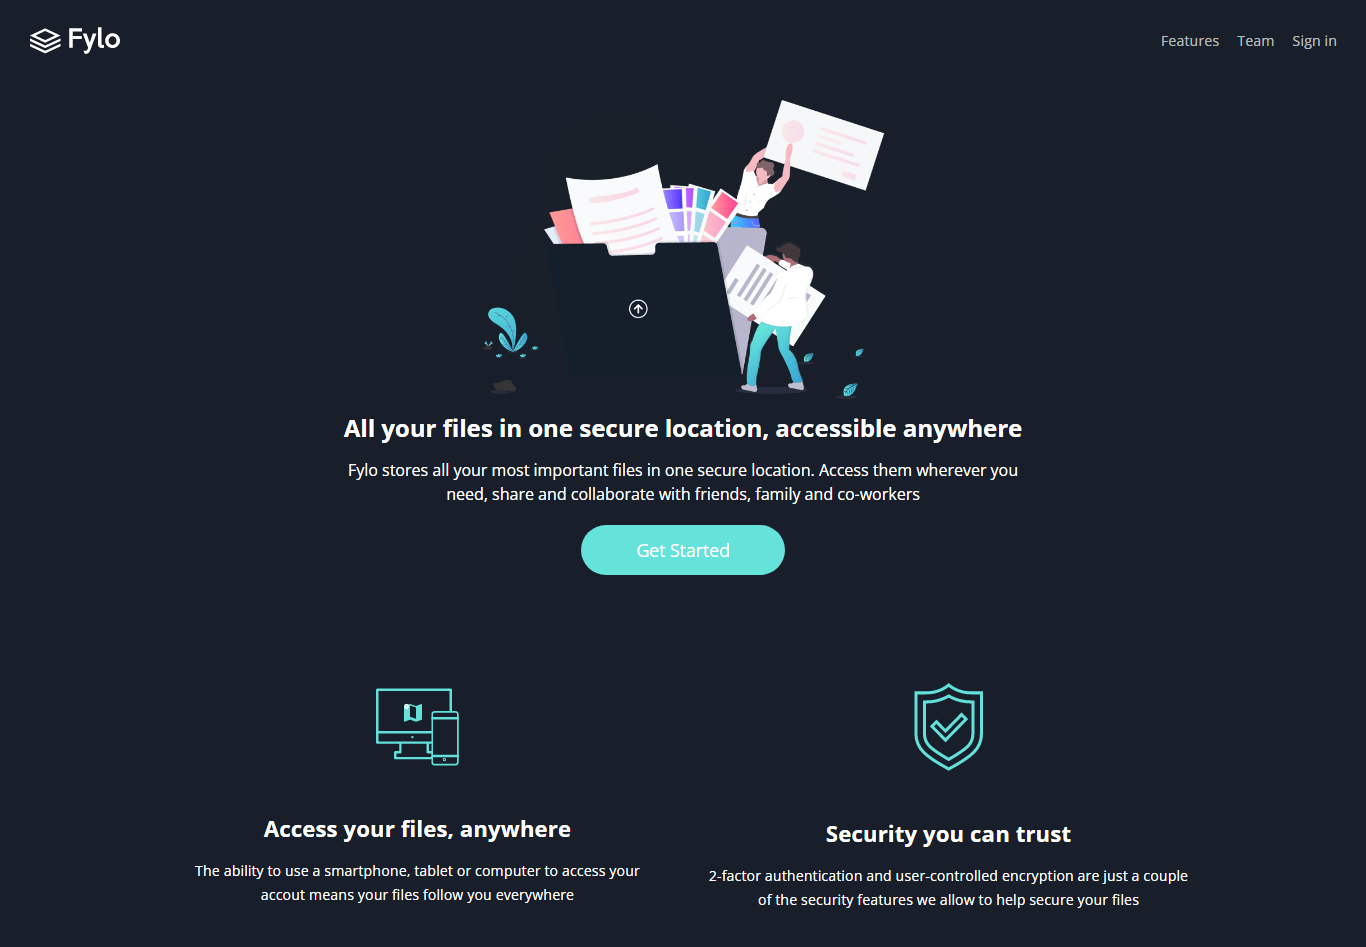 Fylo
Features Team Sign in
All your files in one secure location, accessible anywhere
Fylo stores all your most important files in one secure location. Access them wherever you
need, share and collaborate with friends, family and co-workers
Get Started
Access your files, anywhere
The ability to use a smartphone, tablet or computer to access your
accout means your files follow you everywhere
Security you can trust
2-factor authentication and user-controlled encryption are just a couple
of the security features we allow to help secure your files